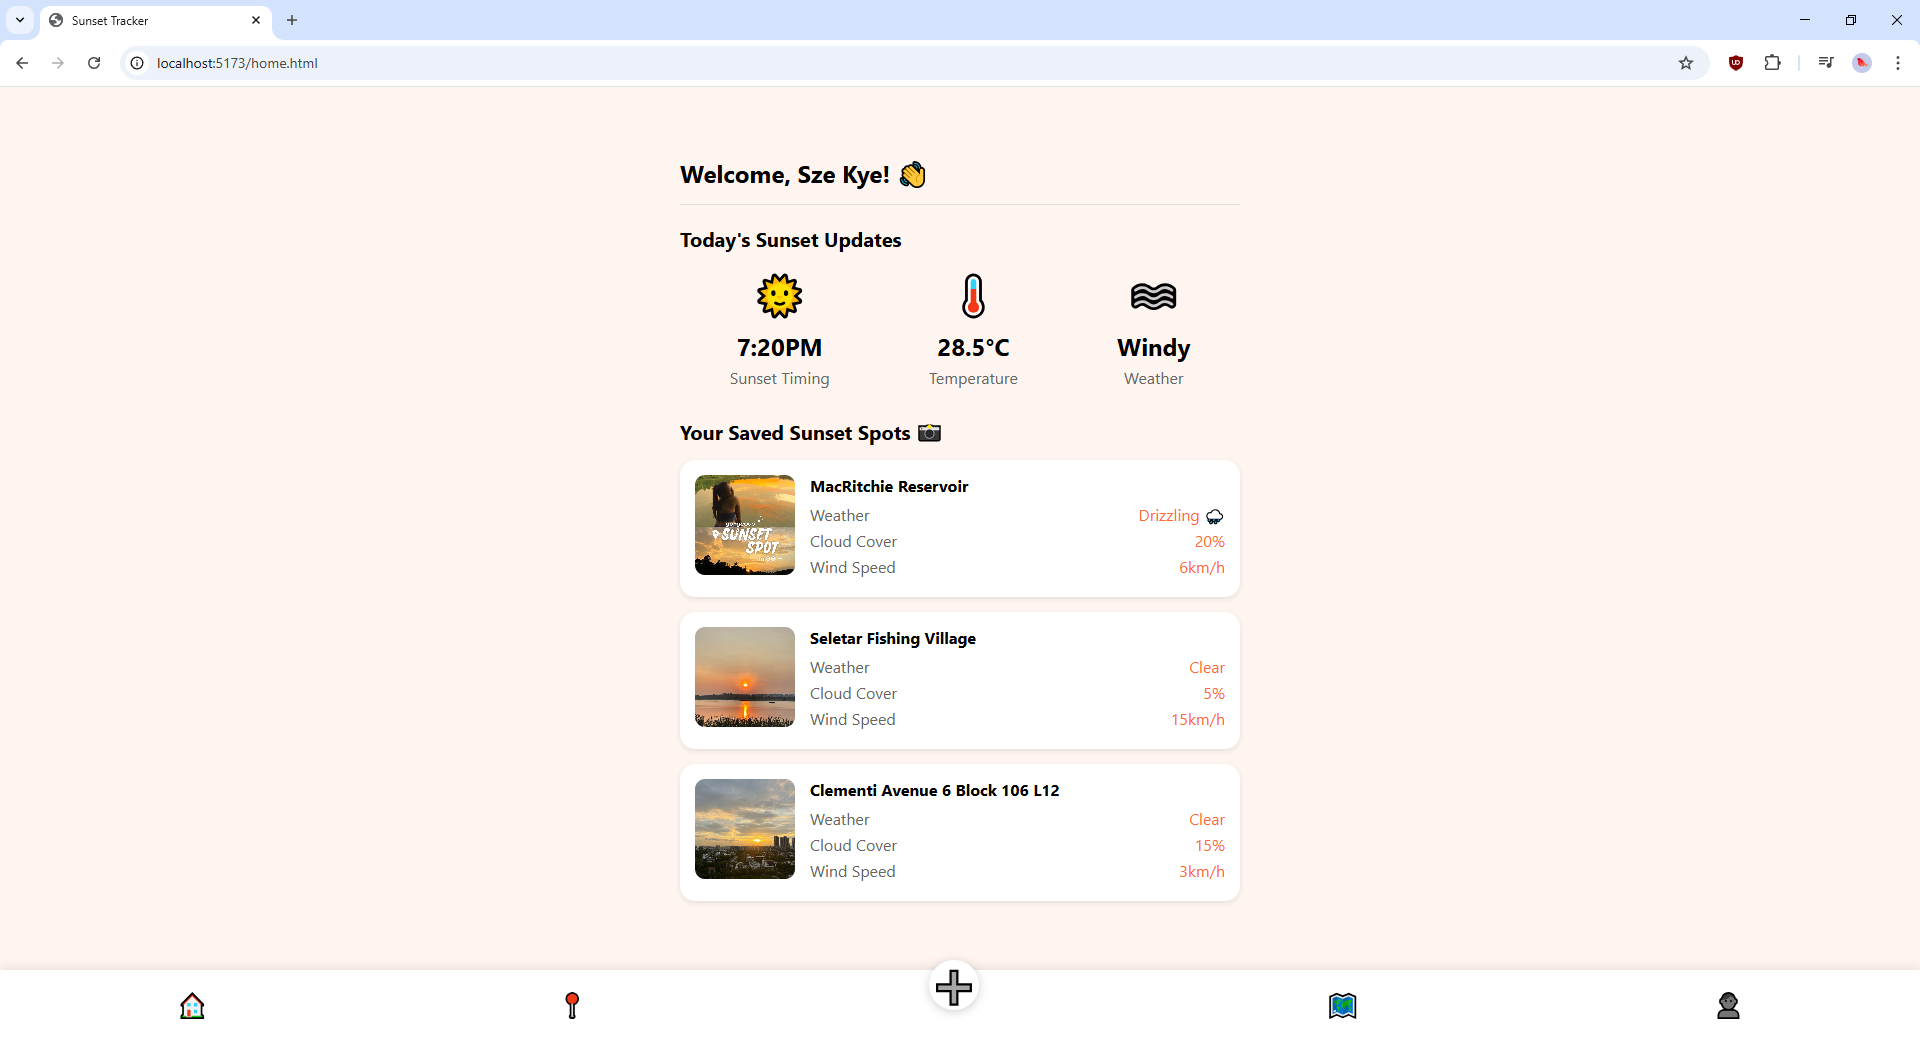 Sunset Tracker
localhost:5173/home.html
Welcome, Sze Kye! 👋
Today's Sunset Updates
7:20PM
Sunset Timing
28.5°C
Temperature
Windy
Weather
Your Saved Sunset Spots 📷
SUNSET
SPOT
MacRitchie Reservoir
Weather Drizzling 🌧
Cloud Cover 20%
Wind Speed 6km/h
Seletar Fishing Village
Weather Clear
Cloud Cover 5%
Wind Speed 15km/h
Clementi Avenue 6 Block 106 L12
Weather Clear
Cloud Cover 15%
Wind Speed 3km/h